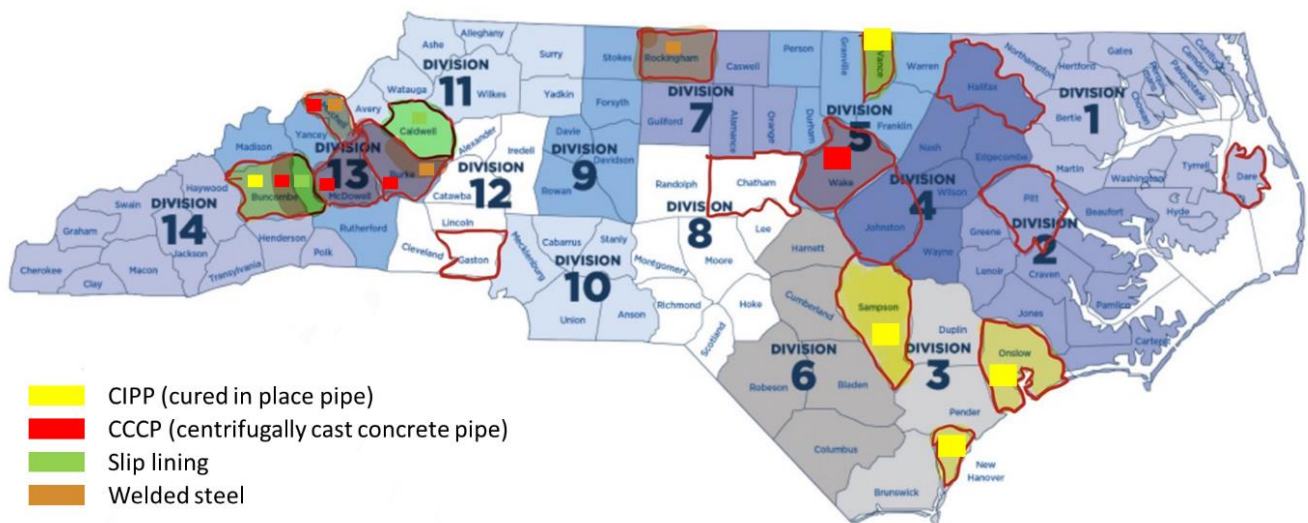 Ashe
Alleghany
Surry
Stokes
Rockingham
Caswell
Person
Granville
Vance
Warren
Northampton
Gates
Hertford
Currituck
Camden
Pasquotank
Perquimans
Chowan
DIVISION
11
Watauga
Wilkes
Yadkin
Forsyth
DIVISION
7
Guilford
Alamance
Orange
Durham
DIVISION
5
Franklin
Halifax
DIVISION
1
Bertie
Avery
Mitchell
Caldwell
Alexander
Iredell
Davie
Davidson
DIVISION
9
Rowan
Nash
Edgecombe
Martin
Washington
Tyrrell
Dare
Madison
Yancey
DIVISION
13
Burke
McDowell
Buncombe
DIVISION
12
Catawba
Lincoln
Randolph
Chatham
Wake
DIVISION
4
Wilson
Pitt
Beaufort
Hyde
Haywood
Swain
DIVISION
14
Graham
Jackson
Henderson
Rutherford
Polk
Cleveland
Gaston
Mecklenburg
Cabarrus
Stanly
DIVISION
10
Union
Anson
DIVISION
8
Lee
Moore
Montgomery
Richmond
Hoke
Scotland
Harnett
Johnston
Wayne
Greene
DIVISION
2
Lenoir
Craven
Pamlico
Jones
Carteret
Cherokee
Clay
Macon
Transylvania
Cumberland
Sampson
Duplin
Onslow
DIVISION
6
DIVISION
3
Robeson
Bladen
Pender
Columbus
Brunswick
New
Hanover
CIPP (cured in place pipe)
CCCP (centrifugally cast concrete pipe)
Slip lining
Welded steel